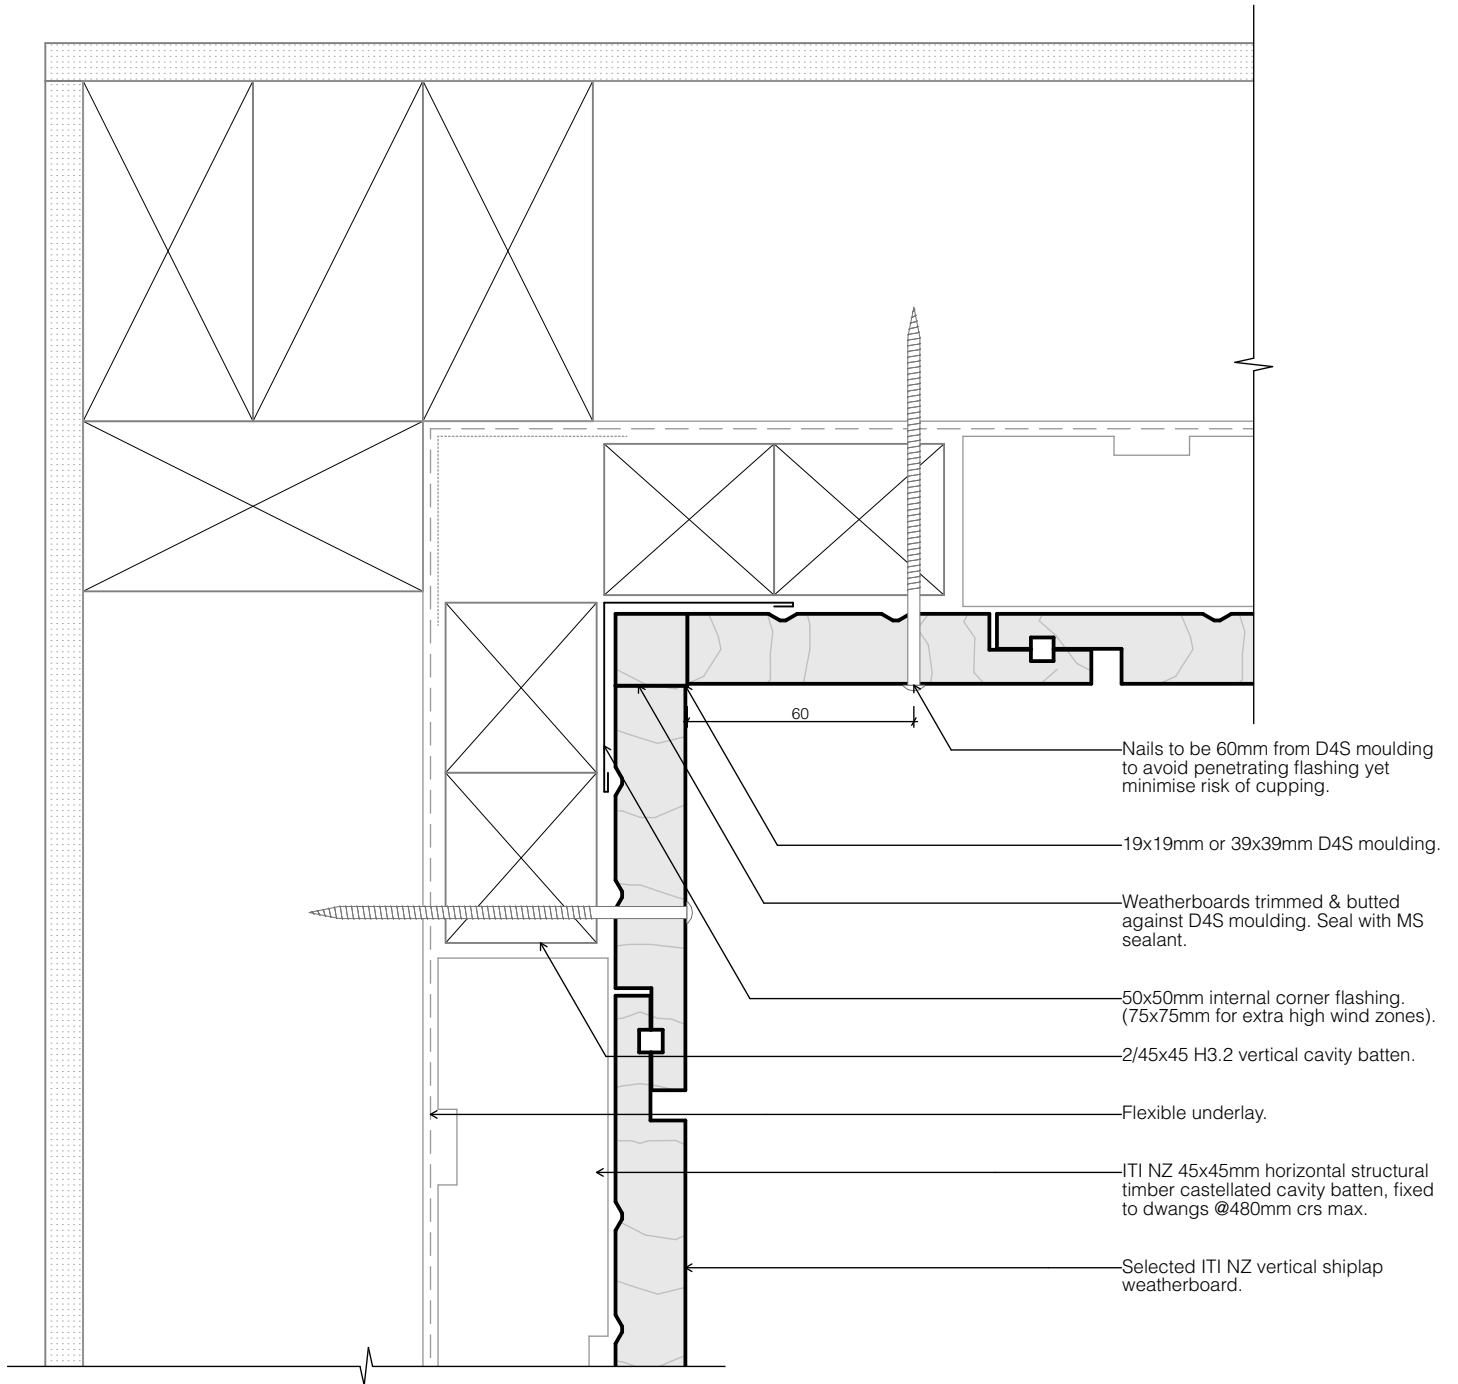 60
Nails to be 60mm from D4S moulding
to avoid penetrating flashing yet
minimise risk of cupping.
19x19mm or 39x39mm D4S moulding.
Weatherboards trimmed & butted
against D4S moulding. Seal with MS
sealant.
50x50mm internal corner flashing.
(75x75mm for extra high wind zones).
2/45x45 H3.2 vertical cavity batten.
Flexible underlay.
ITI NZ 45x45mm horizontal structural
timber castellated cavity batten, fixed
to dwangs @480mm crs max.
Selected ITI NZ vertical shiplap
weatherboard.